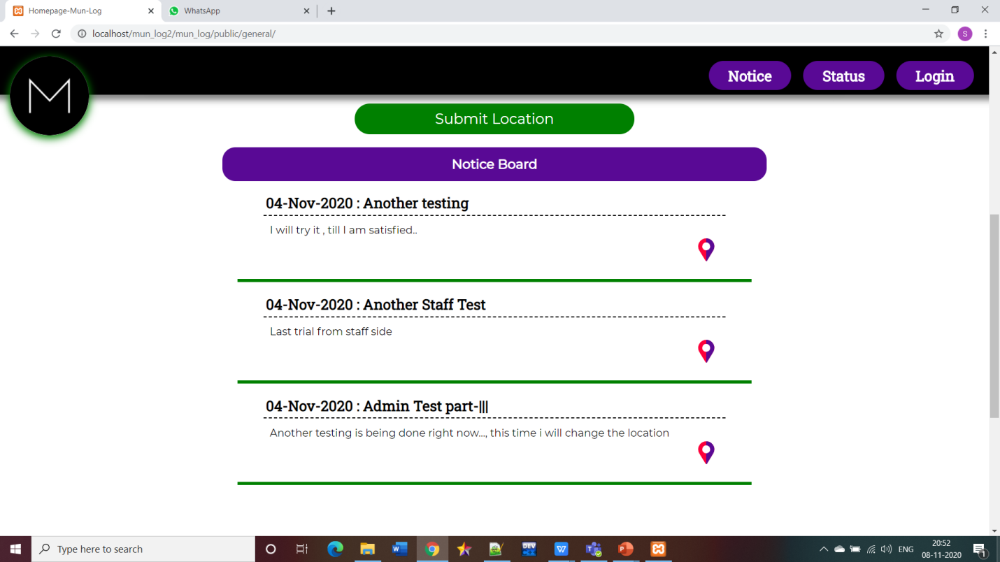 Homepage-Mun-Log
WhatsApp
localhost/mun_log2/mun_log/public/general/
S
M
Notice
Status
Login
Submit Location
Notice Board
04-Nov-2020 : Another testing
I will try it , till I am satisfied..
04-Nov-2020 : Another Staff Test
Last trial from staff side
04-Nov-2020 : Admin Test part-|||
Another testing is being done right now..., this time i will change the location
Type here to search
W
DEV
W
T
P
ENG
20:52
08-11-2020
1